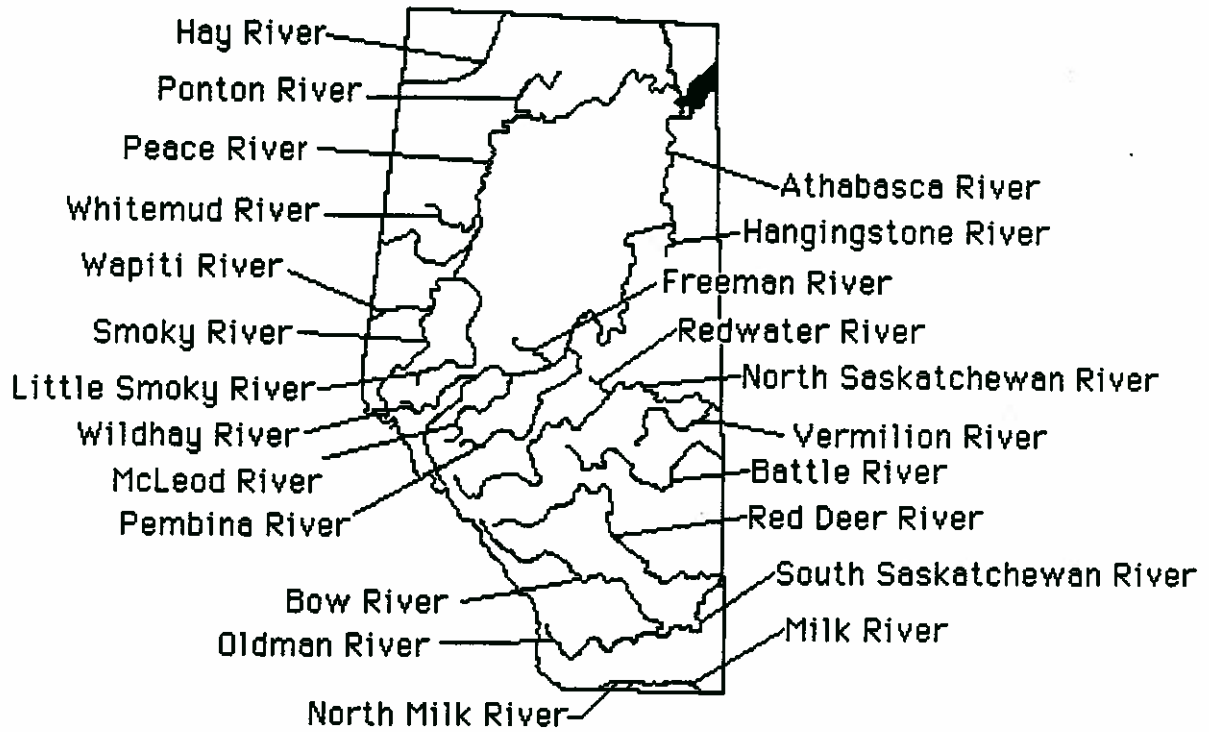 Hay River
Ponton River
Peace River
Athabasca River
Whitemud River
Hangingstone River
Wapiti River
Freeman River
Smoky River
Redwater River
Little Smoky River
North Saskatchewan River
Wildhay River
Vermilion River
McLeod River
Battle River
Pembina River
Red Deer River
South Saskatchewan River
Bow River
Oldman River
Milk River
North Milk River